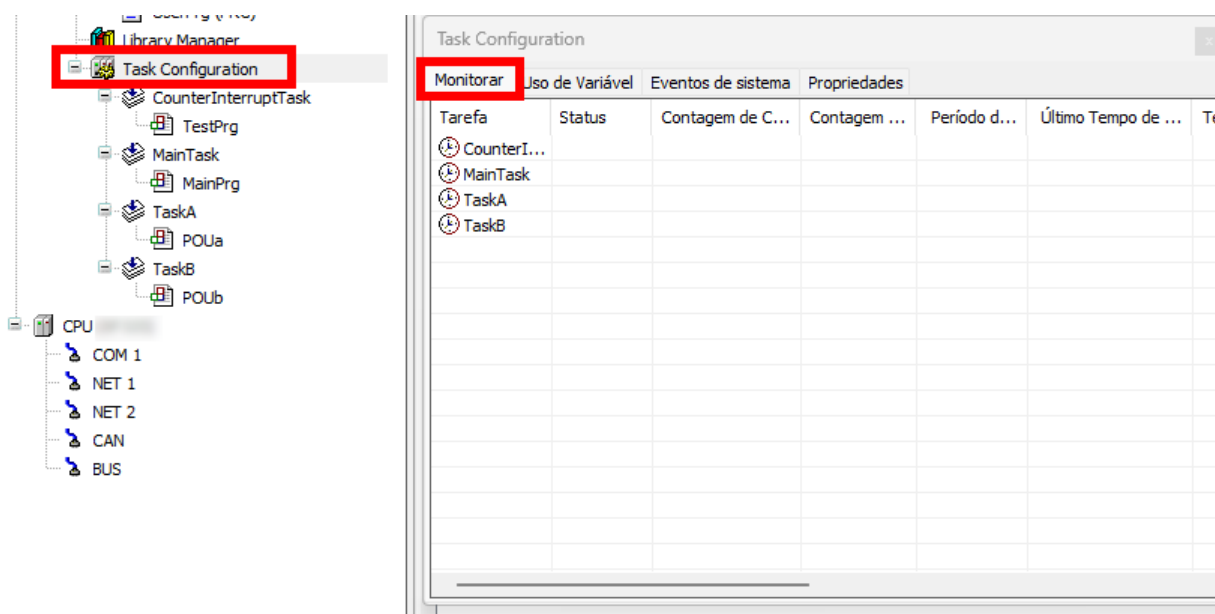 Library Manager
Task Configuration
CounterInterruptTask
TestPrg
MainTask
MainPrg
TaskA
POUa
TaskB
POUb
CPU
COM 1
NET 1
NET 2
CAN
BUS
Task Configuration
Monitorar Uso de Variável Eventos de sistema Propriedades
Tarefa Status Contagem de C... Contagem ... Período d... Último Tempo de ...
CounterI...
MainTask
TaskA
TaskB